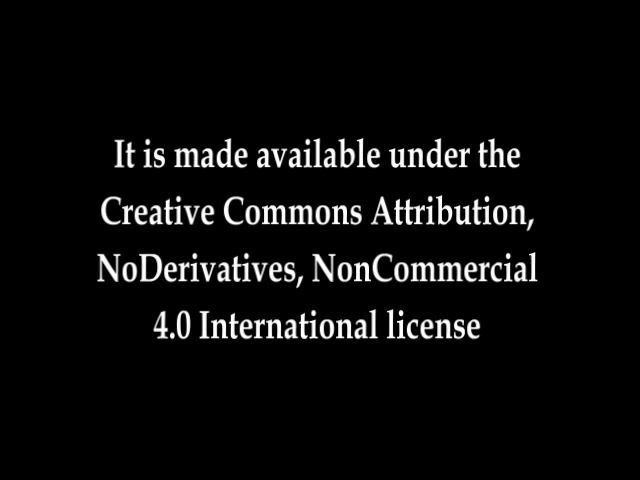 It is made available under the
Creative Commons Attribution,
NoDerivatives, NonCommercial
4.0 International license